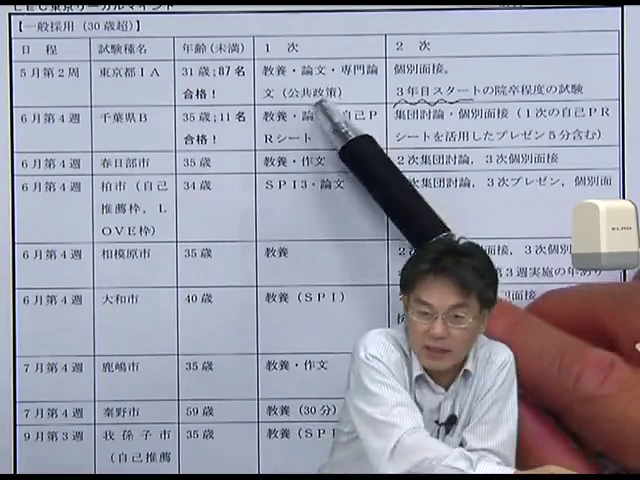 LEC東京リーガルマインド
【一般採用（30歳超）】
日 程 試験種名 年齢（未満） 1 次 2 次
5月第2週 東京都ⅠA 31歳；87名合格！ 教養・論文・専門論文（公共政策） 個別面接。
3年目スタートの院卒程度の試験
6月第4週 千葉県B 35歳；11名合格！ 教養・論 自己PRシート 集団討論・個別面接（1次の自己PRシートを活用したプレゼン5分含む）
6月第4週 春日部市 35歳 教養・作文 2次集団討論，3次個別面接
6月第4週 柏市（自己推薦枠，LOVE枠） 34歳 SPI3・論文 次集団討論，3次プレゼン，個別面
6月第4週 相模原市 35歳 教養 面接，3次個別
第3週実施の年あり
6月第4週 大和市 40歳 教養（SPI） 別面接
7月第4週 鹿嶋市 35歳 教養・作文
7月第4週 秦野市 59歳 教養（30分）
9月第3週 我孫子市（自己推薦 35歳 教養（SPI
ELMO